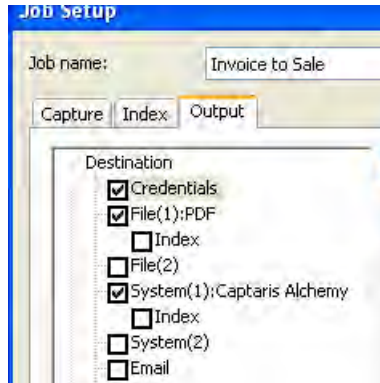 Job Setup
Job name: Invoice to Sale
Capture Index Output
Destination
Credentials
File(1):PDF
Index
File(2)
System(1):Captaris Alchemy
Index
System(2)
Email